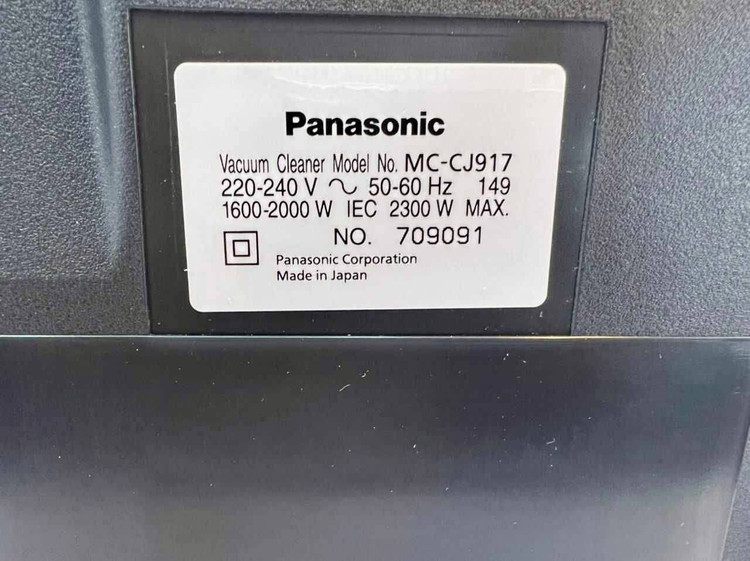 Panasonic
Vacuum Cleaner Model No. MC-CJ917
220-240 V ∿ 50-60 Hz 149
1600-2000 W IEC 2300 W MAX.
NO. 709091
Panasonic Corporation
Made in Japan